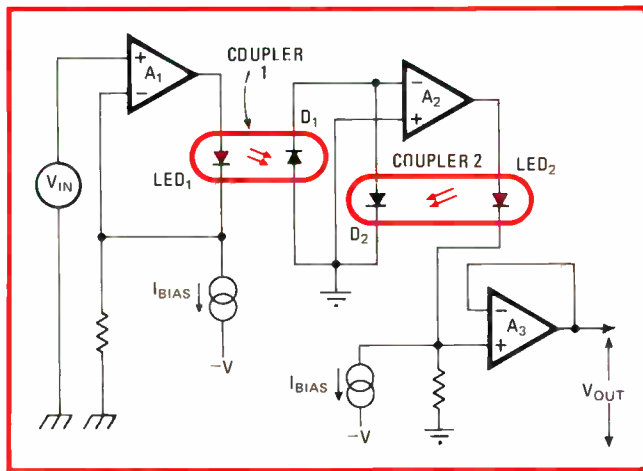 COUPLER
1
+
−
A1
D1
−
+
A2
COUPLER 2
LED2
LED1
VIN
D2
IBIAS
−V
−
+
A3
IBIAS
−V
VOUT